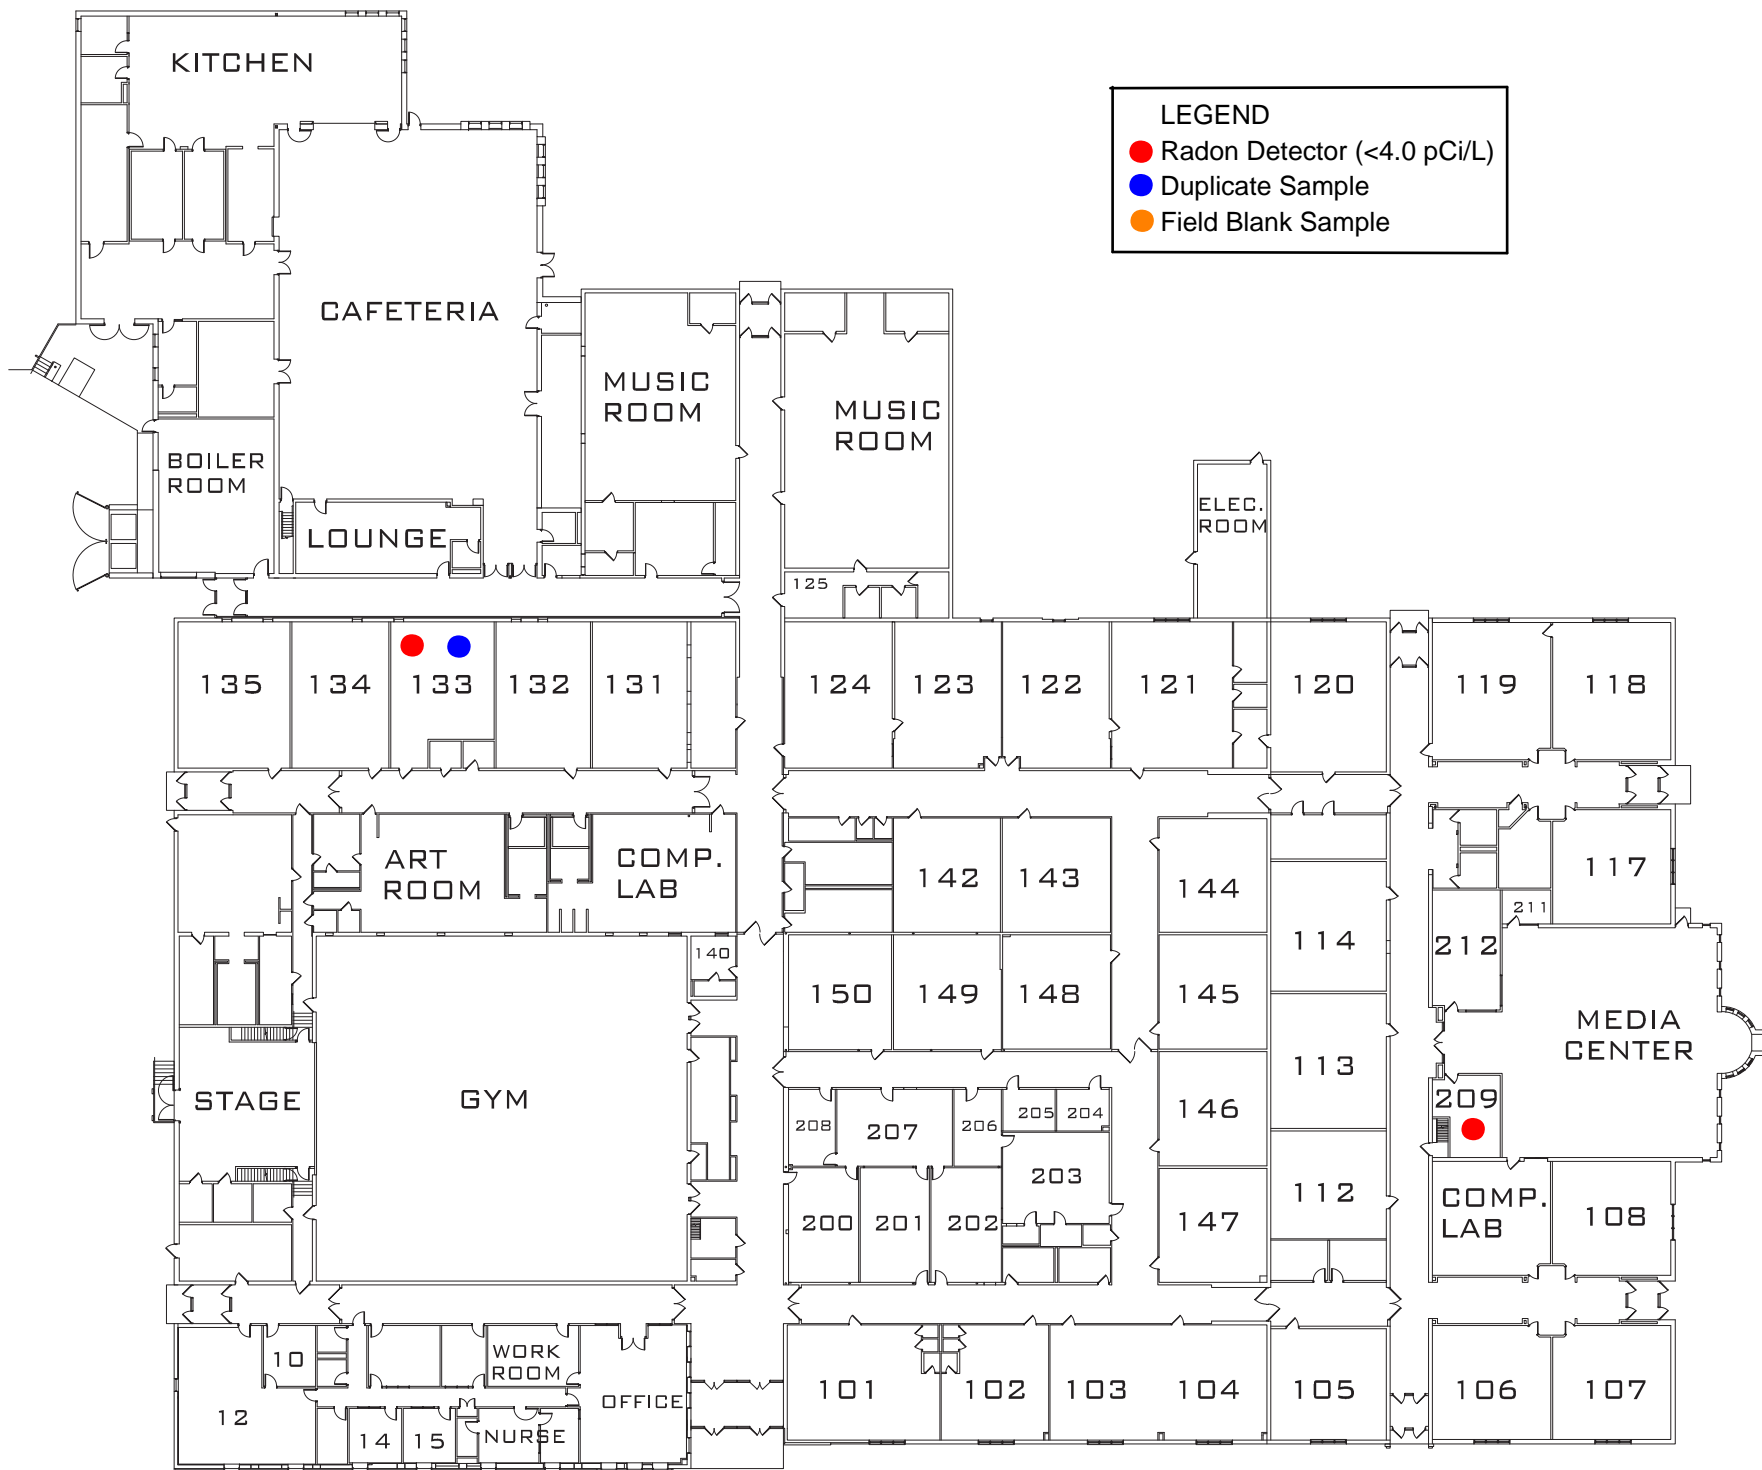 KITCHEN
LEGEND
Radon Detector (<4.0 pCi/L)
Duplicate Sample
Field Blank Sample
CAFETERIA
MUSIC
ROOM
MUSIC
ROOM
BOILER
ROOM
ELEC.
ROOM
LOUNGE
125
135
134
133
132
131
124
123
122
121
120
119
118
ART
ROOM
COMP.
LAB
142
143
144
117
211
114
212
140
150
149
148
145
MEDIA
CENTER
113
STAGE
GYM
146
209
208
207
206
205
204
203
200
201
202
147
112
COMP.
LAB
108
10
WORK
ROOM
12
OFFICE
14
15
NURSE
101
102
103
104
105
106
107